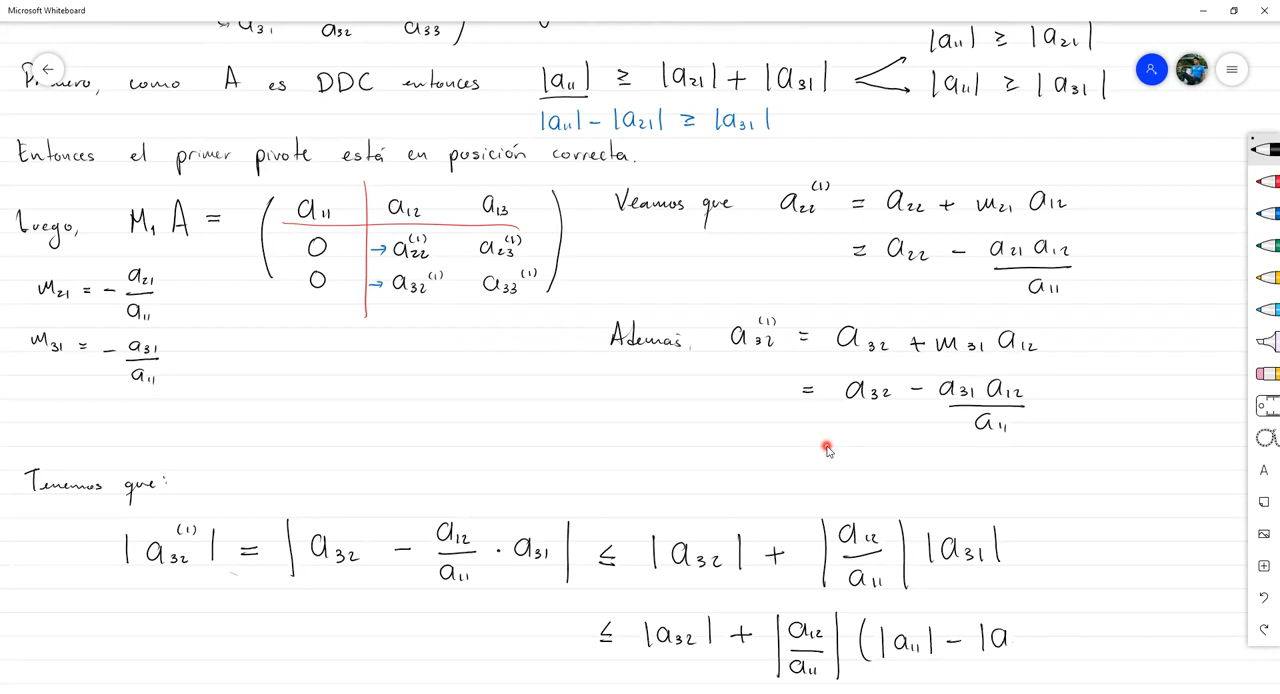 Microsoft Whiteboard
a₃₁ a₃₂ a₃₃
|a₁₁| ≥ |a₂₁|
Primero, como A es DDC entonces |a₁₁| ≥ |a₂₁| + |a₃₁| |a₁₁| ≥ |a₃₁|
|a₁₁| - |a₂₁| ≥ |a₃₁|
Entonces el primer pivote está en posición correcta.
Luego, M₁ A = ( a₁₁ a₁₂ a₁₃
0 → a₂₂⁽¹⁾ a₂₃⁽¹⁾
0 → a₃₂⁽¹⁾ a₃₃⁽¹⁾ )
m₂₁ = - a₂₁/a₁₁
m₃₁ = - a₃₁/a₁₁
Veamos que a₂₂⁽¹⁾ = a₂₂ + m₂₁ a₁₂
= a₂₂ - a₂₁ a₁₂/a₁₁
Además, a₃₂⁽¹⁾ = a₃₂ + m₃₁ a₁₂
= a₃₂ - a₃₁ a₁₂/a₁₁
Tenemos que:
|a₃₂⁽¹⁾| = |a₃₂ - a₁₂/a₁₁ · a₃₁| ≤ |a₃₂| + |a₁₂/a₁₁| |a₃₁|
≤ |a₃₂| + |a₁₂/a₁₁| (|a₁₁| - |a
A